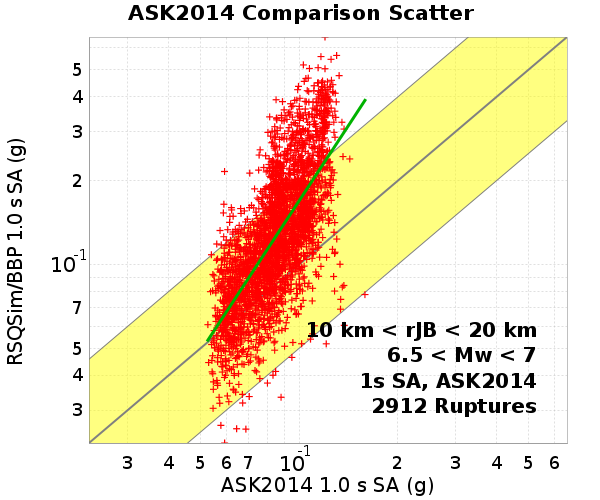 ASK2014 Comparison Scatter
RSQSim/BBP 1.0 s SA (g)
5
4
3
2
10-1
7
5
4
3
10 km < rJB < 20 km
6.5 < Mw < 7
1s SA, ASK2014
2912 Ruptures
3 4 5 6 7 10-1 2 3 4 5 6
ASK2014 1.0 s SA (g)